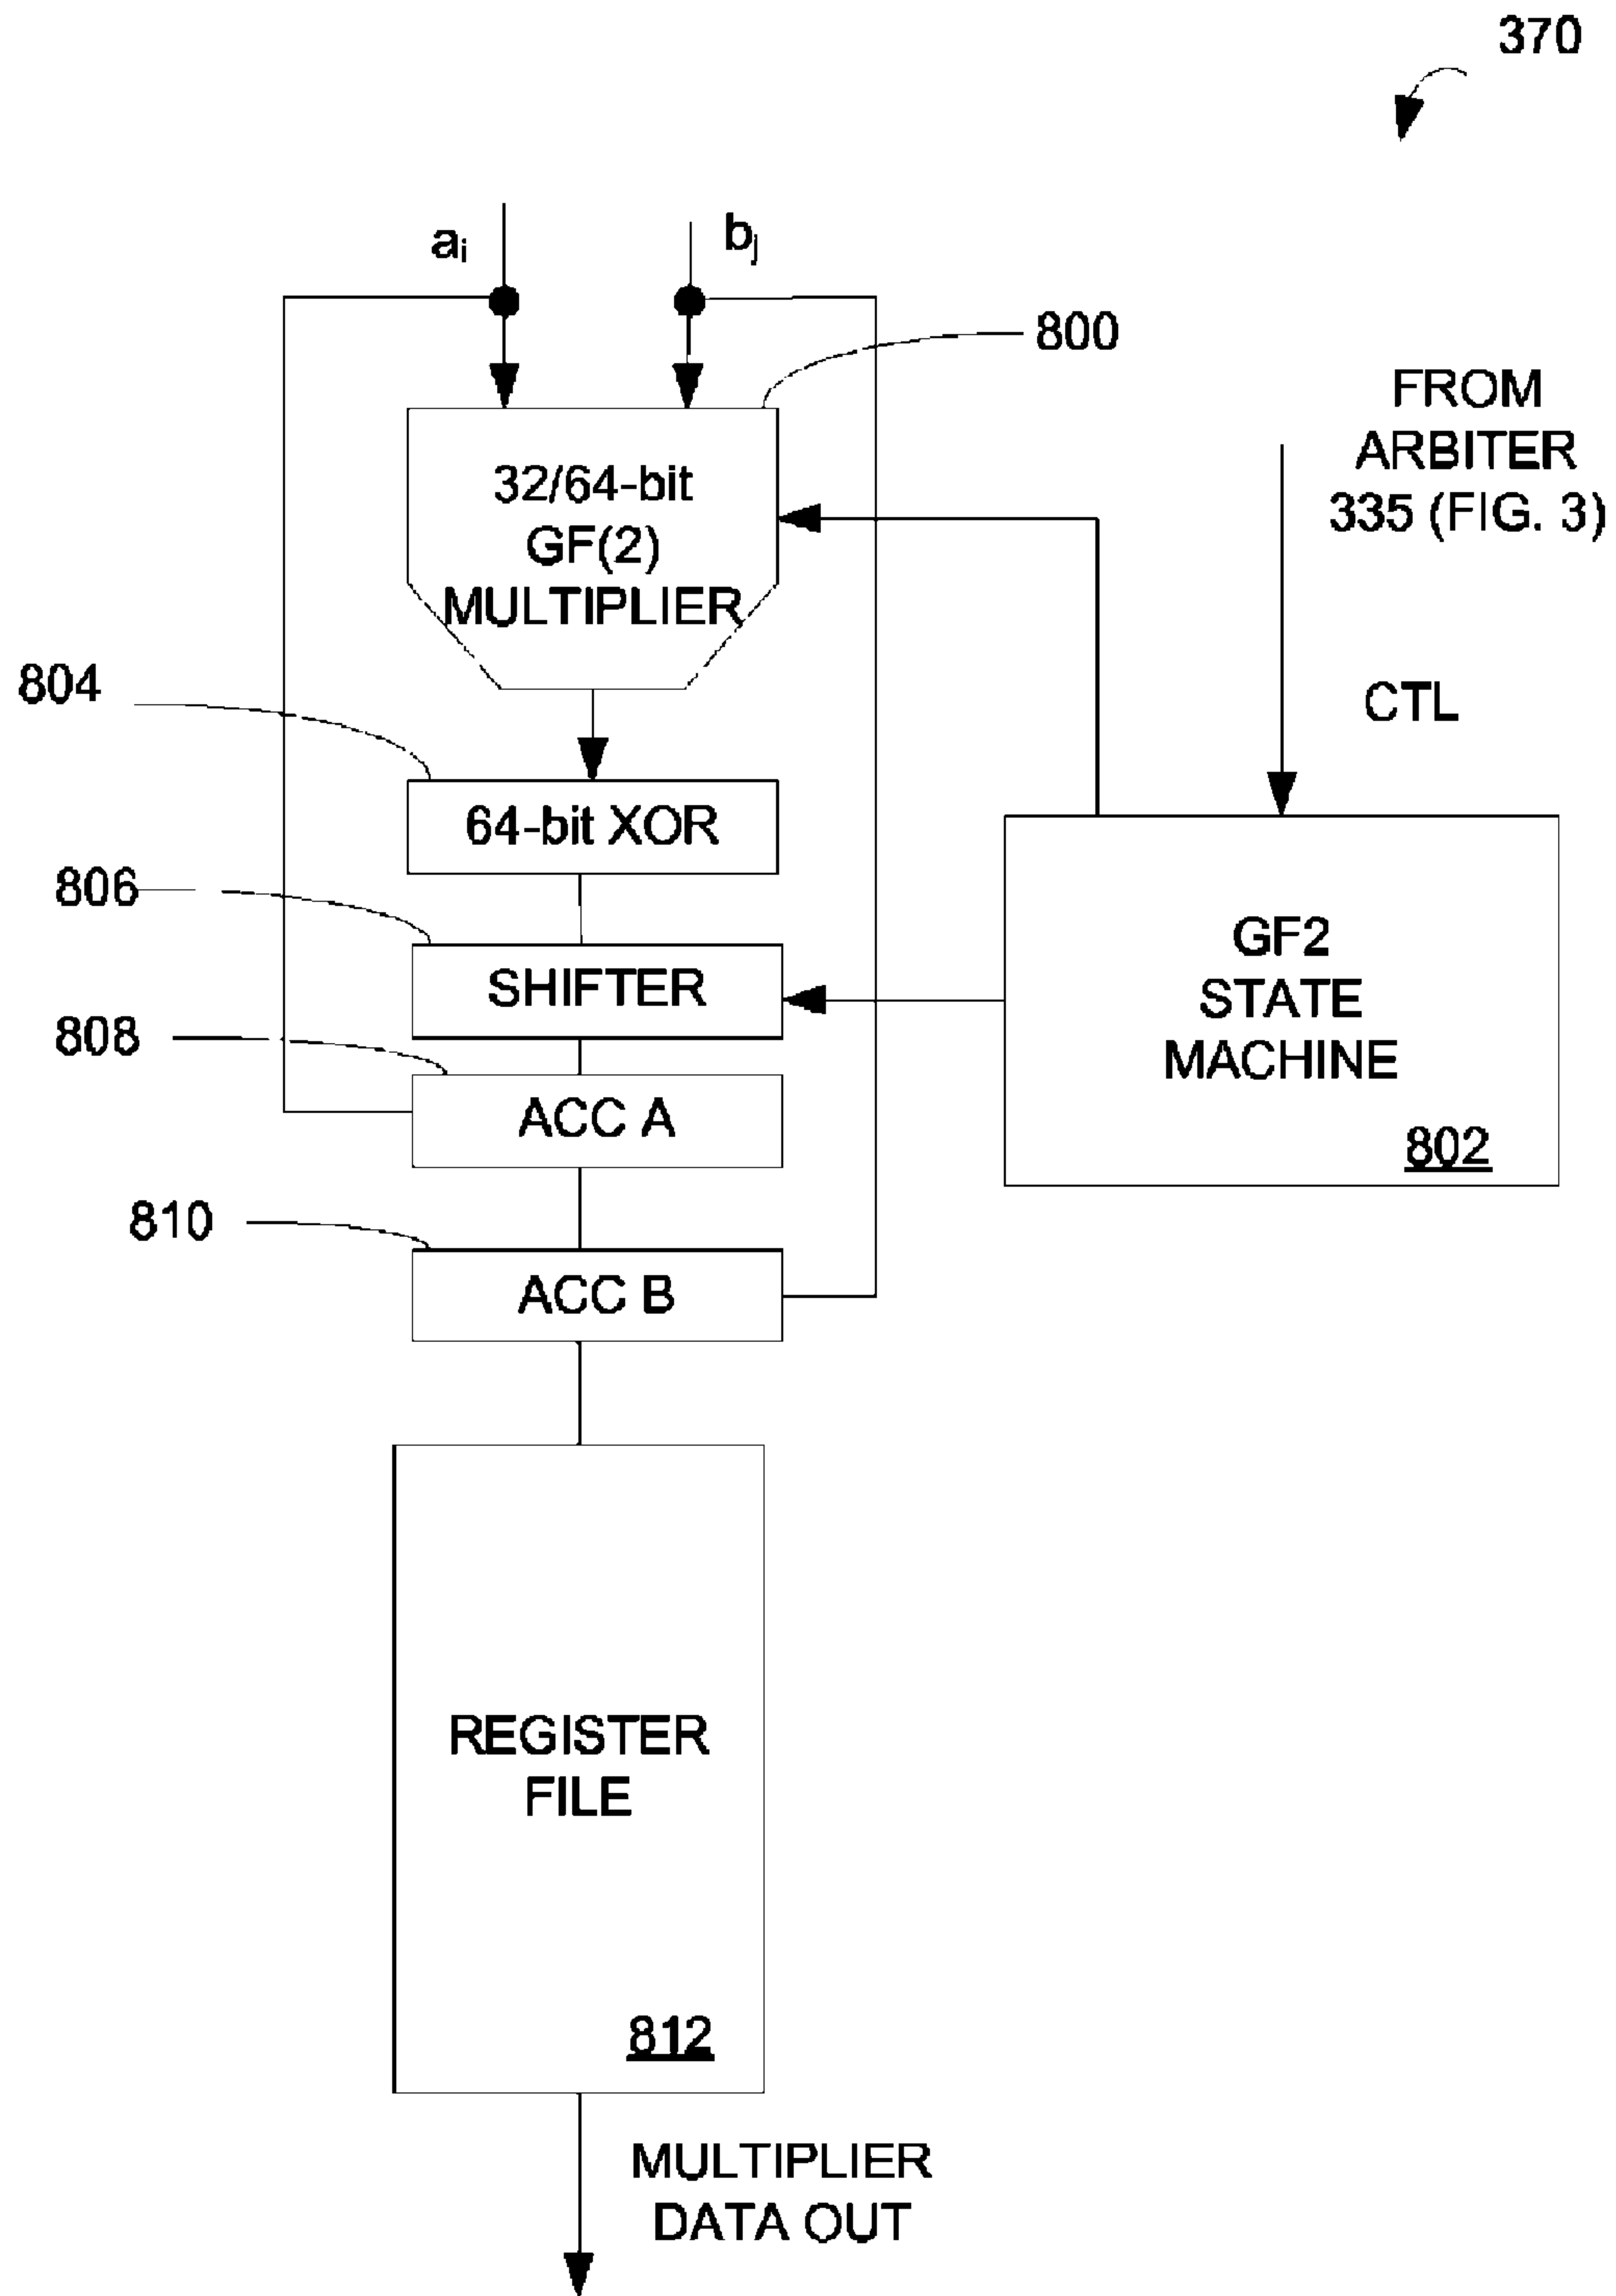 370
ai
bj
800
FROM
ARBITER
335 (FIG. 3)
32/64-bit
GF(2)
MULTIPLIER
804
CTL
64-bit XOR
806
SHIFTER
GF2
STATE
MACHINE
802
808
ACC A
810
ACC B
REGISTER
FILE
812
MULTIPLIER
DATA OUT